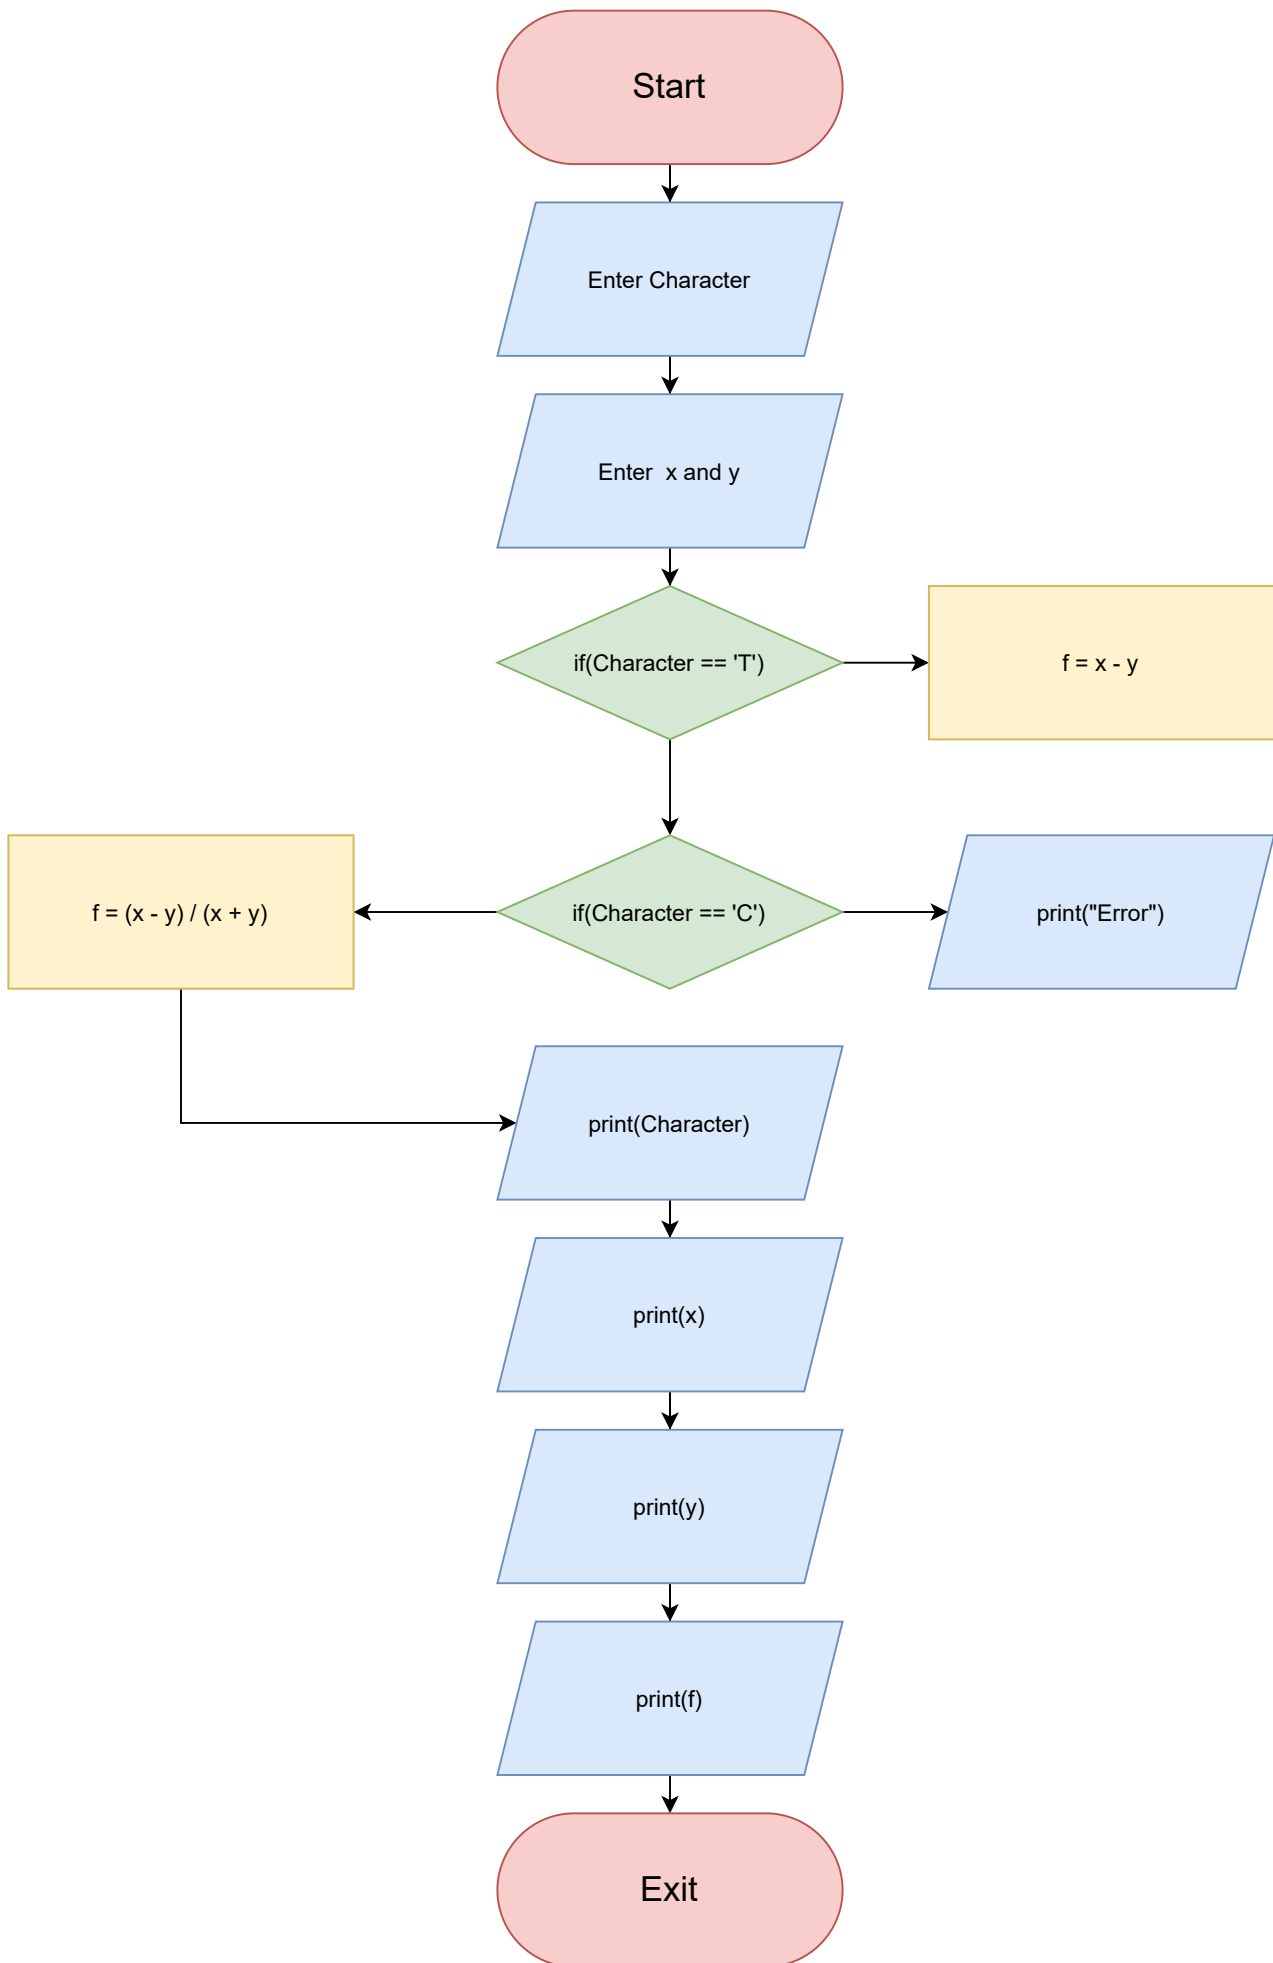 Start
Enter Character
Enter  x and y
if(Character == 'T')
f = x - y
f = (x - y) / (x + y)
if(Character == 'C')
print("Error")
print(Character)
print(x)
print(y)
print(f)
Exit